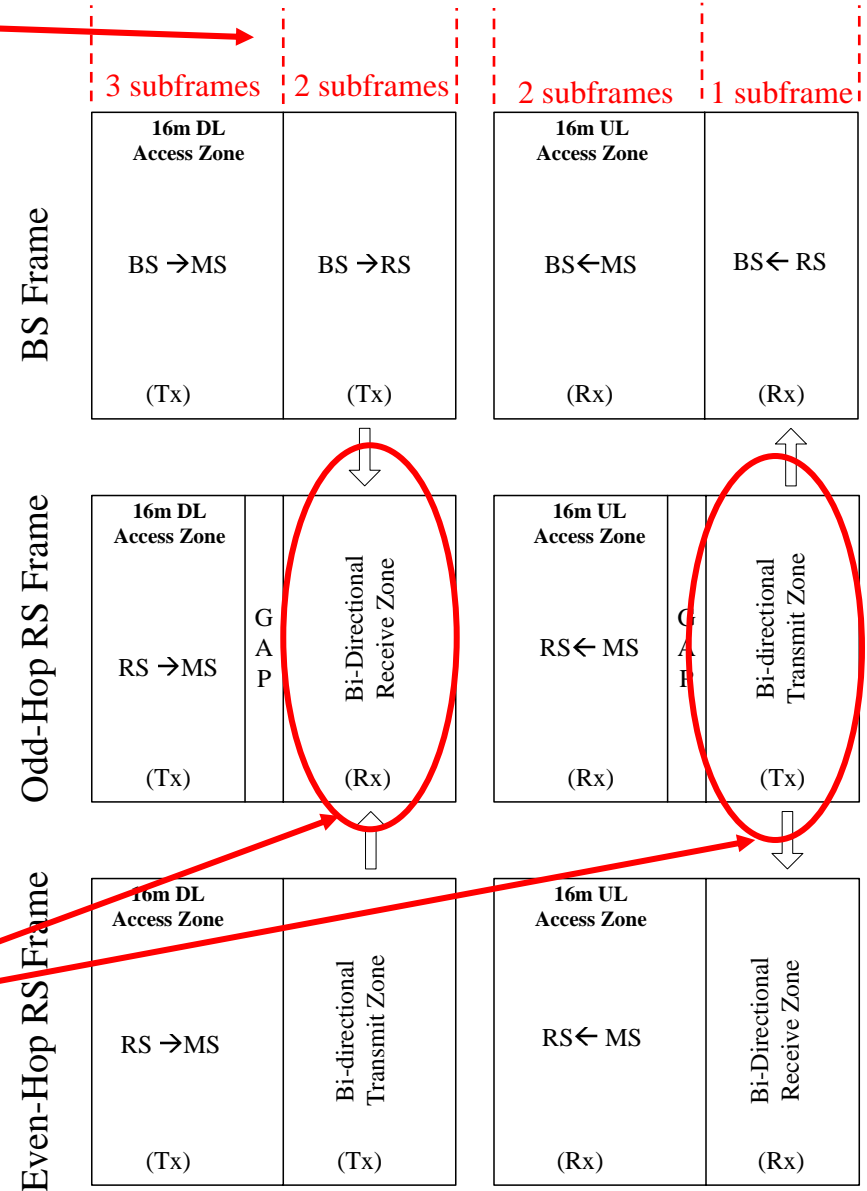 3 subframes 2 subframes 2 subframes 1 subframe
BS Frame
16m DL
Access Zone
BS →MS
(Tx)
BS →RS
(Tx)
16m UL
Access Zone
BS←MS
(Rx)
BS← RS
(Rx)
Odd-Hop RS Frame
16m DL
Access Zone
RS →MS
(Tx)
G
A
P
Bi-Directional
Receive Zone
(Rx)
16m UL
Access Zone
RS← MS
(Rx)
G
A
P
Bi-directional
Transmit Zone
(Tx)
Even-Hop RS Frame
16m DL
Access Zone
RS →MS
(Tx)
Bi-directional
Transmit Zone
(Tx)
16m UL
Access Zone
RS← MS
(Rx)
Bi-Directional
Receive Zone
(Rx)